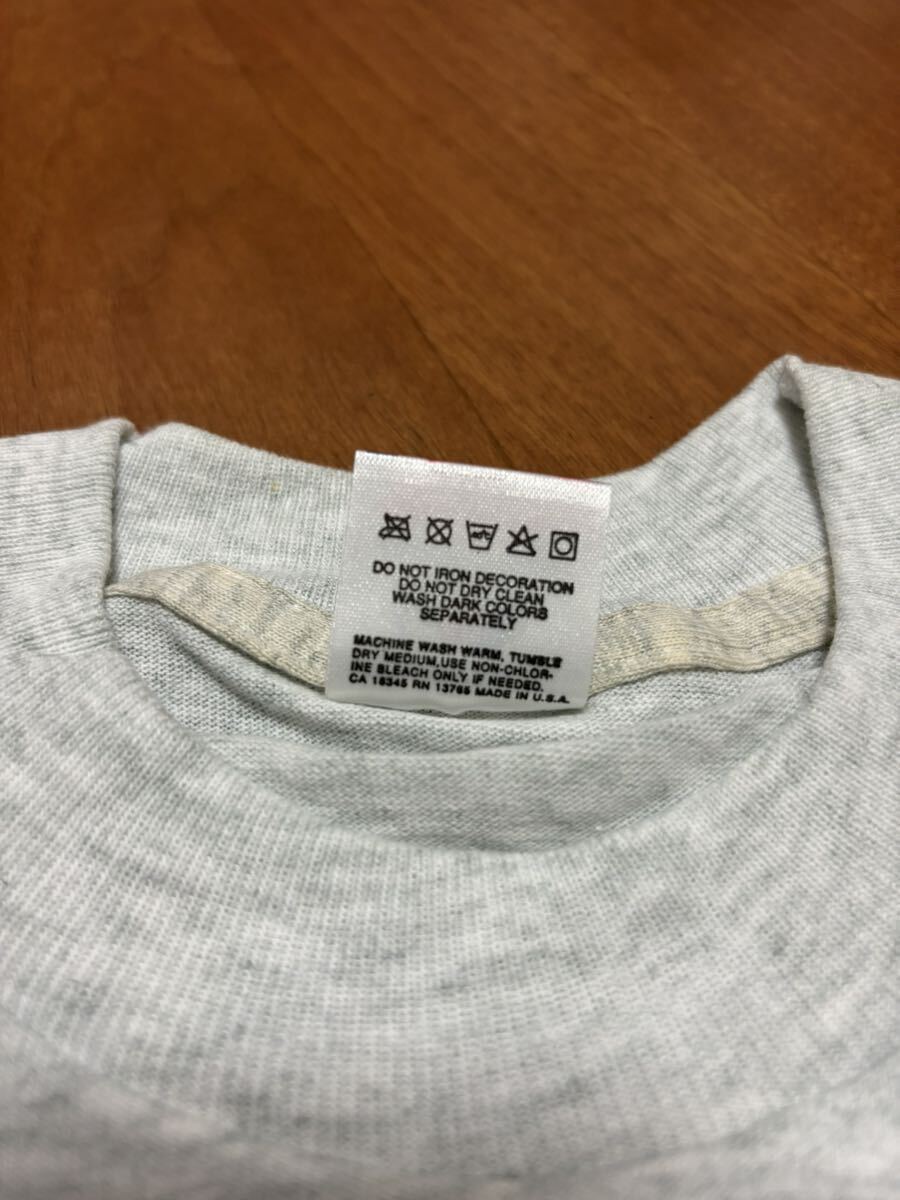 DO NOT IRON DECORATION
DO NOT DRY CLEAN
WASH DARK COLORS
SEPARATELY
MACHINE WASH WARM, TUMBLE
DRY MEDIUM, USE NON-CHLOR-
INE BLEACH ONLY IF NEEDED.
CA 16345 RN 13765 MADE IN U.S.A.